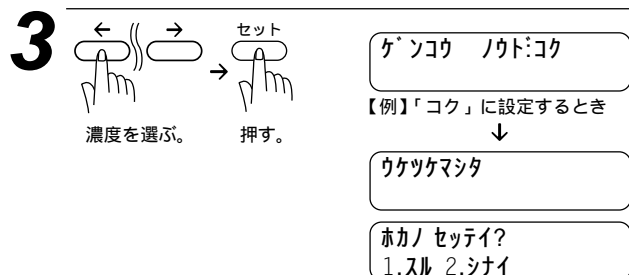 3
← → セット
→
濃度を選ぶ。 押す。
ゲンコウ ノウド:コク
【例】「コク」に設定するとき
↓
ウケツケマシタ
ホカノ セッテイ?
1.スル 2.シナイ